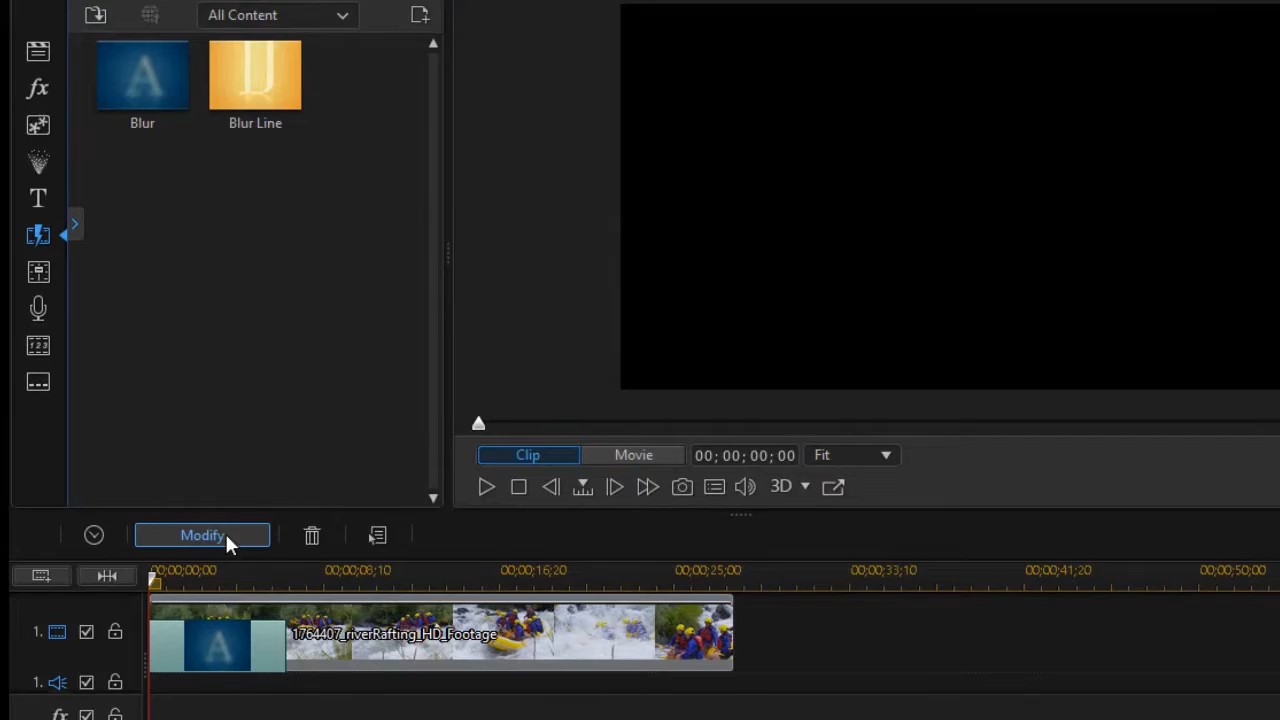 All Content
A
Blur
Blur Line
fx
T
Clip
Movie
00; 00; 00; 00
Fit
3D
Modify
00;00;00;00
00;00;08;10
00;00;16;20
00;00;25;00
00;00;33;10
00;00;41;20
00;00;50;00
1.
1764407_riverRafting_HD_Footage
A
1.
fx